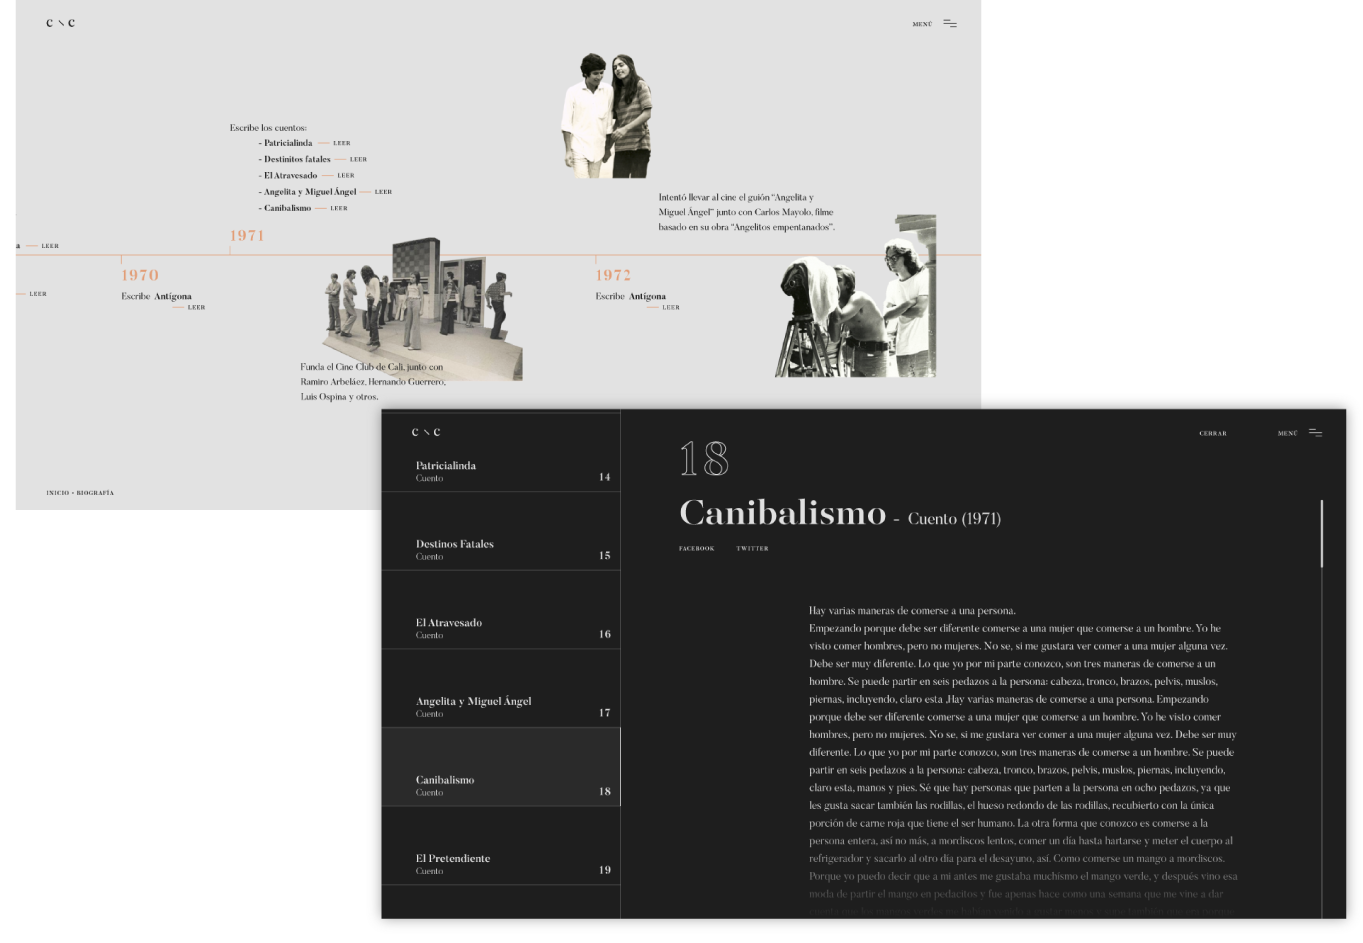 C \ C
MENÚ
Escribe los cuentos:
- Patricialinda — LEER
- Destinitos fatales — LEER
- El Atravesado — LEER
- Angelita y Miguel Ángel — LEER
- Canibalismo — LEER
Intentó llevar al cine el guión "Angelita y
Miguel Ángel" junto con Carlos Mayolo, filme
basado en su obra "Angelitos empentanados".
1971
a — LEER
1970
1972
— LEER
Escribe Antígona
— LEER
Escribe Antígona
— LEER
Funda el Cine Club de Cali, junto con
Ramiro Arbeláez, Hernando Guerrero,
Luis Ospina y otros.
INICIO • BIOGRAFÍA
C \ C
CERRAR
MENÚ
Patricialinda
Cuento
14
Destinos Fatales
Cuento
15
El Atravesado
Cuento
16
Angelita y Miguel Ángel
Cuento
17
Canibalismo
Cuento
18
El Pretendiente
Cuento
19
18
Canibalismo - Cuento (1971)
FACEBOOK TWITTER
Hay varias maneras de comerse a una persona.
Empezando porque debe ser diferente comerse a una mujer que comerse a un hombre. Yo he
visto comer hombres, pero no mujeres. No se, si me gustara ver comer a una mujer alguna vez.
Debe ser muy diferente. Lo que yo por mi parte conozco, son tres maneras de comerse a un
hombre. Se puede partir en seis pedazos a la persona: cabeza, tronco, brazos, pelvis, muslos,
piernas, incluyendo, claro esta ,Hay varias maneras de comerse a una persona. Empezando
porque debe ser diferente comerse a una mujer que comerse a un hombre. Yo he visto comer
hombres, pero no mujeres. No se, si me gustara ver comer a una mujer alguna vez. Debe ser muy
diferente. Lo que yo por mi parte conozco, son tres maneras de comerse a un hombre. Se puede
partir en seis pedazos a la persona: cabeza, tronco, brazos, pelvis, muslos, piernas, incluyendo,
claro esta, manos y pies. Sé que hay personas que parten a la persona en ocho pedazos, ya que
les gusta sacar también las rodillas, el hueso redondo de las rodillas, recubierto con la única
porción de carne roja que tiene el ser humano. La otra forma que conozco es comerse a la
persona entera, así no más, a mordiscos lentos, comer un día hasta hartarse y meter el cuerpo al
refrigerador y sacarlo al otro día para el desayuno, así. Como comerse un mango a mordiscos.
Porque yo puedo decir que a mi antes me gustaba muchísimo el mango verde, y después vino esa
moda de partir el mango en pedacitos y fue apenas hace como una semana que me vine a dar